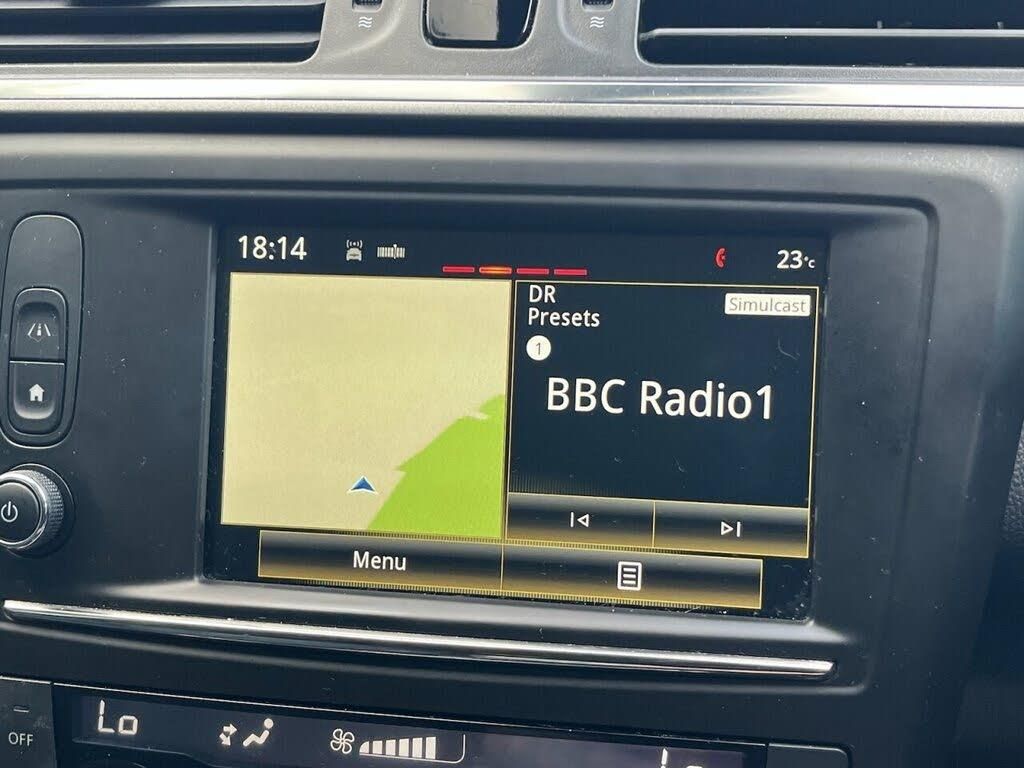 18:14
23°c
DR
Presets
Simulcast
1
BBC Radio1
Menu
Lo
OFF